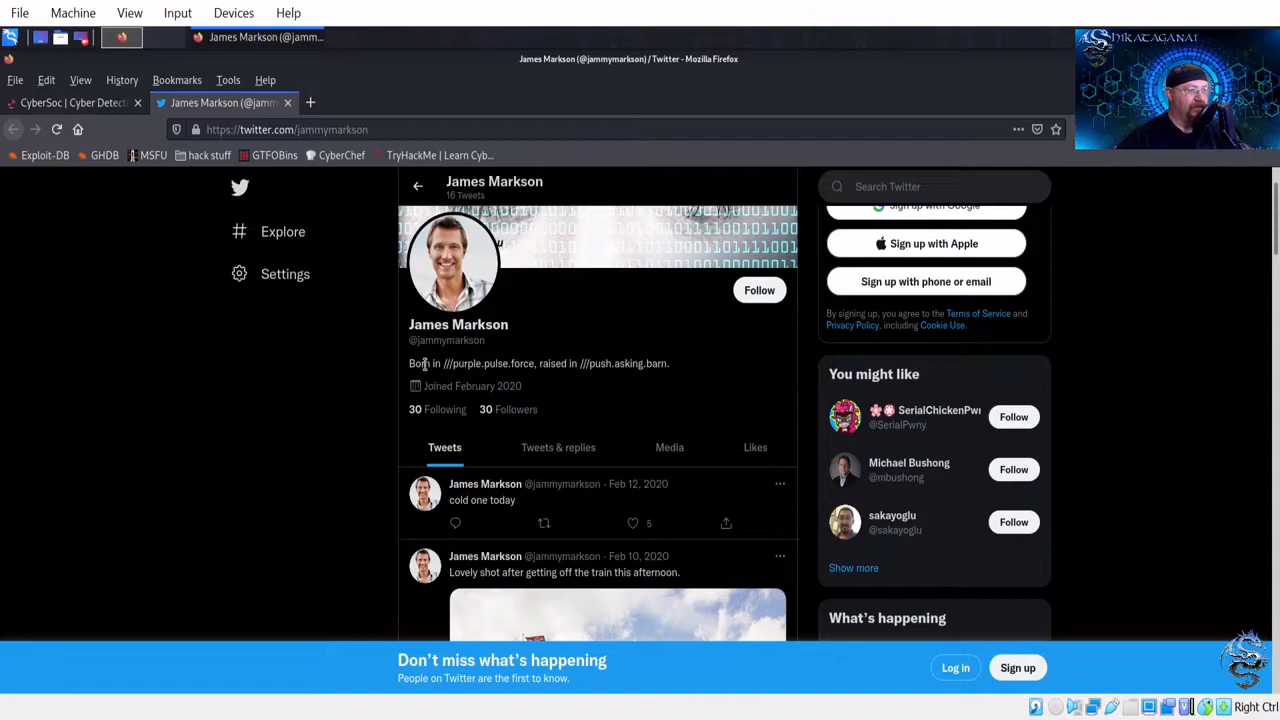 File Machine View Input Devices Help
James Markson (@jamm...
SHIKATAGANAI
James Markson (@jammymarkson) / Twitter - Mozilla Firefox
File Edit View History Bookmarks Tools Help
CyberSoc | Cyber Detecti
James Markson (@jamm
https://twitter.com/jammymarkson
Exploit-DB GHDB MSFU hack stuff GTFOBins CyberChef TryHackMe | Learn Cyb...
James Markson
16 Tweets
Search Twitter
Explore
Settings
Sign up with Google
Sign up with Apple
Sign up with phone or email
By signing up, you agree to the Terms of Service and
Privacy Policy, including Cookie Use.
Follow
James Markson
@jammymarkson
Born in ///purple.pulse.force, raised in ///push.asking.barn.
Joined February 2020
30 Following 30 Followers
Tweets Tweets & replies Media Likes
James Markson @jammymarkson · Feb 12, 2020
cold one today
5
James Markson @jammymarkson · Feb 10, 2020
Lovely shot after getting off the train this afternoon.
You might like
SerialChickenPwn
@SerialPwny
Follow
Michael Bushong
@mbushong
Follow
sakayoglu
@sakayoglu
Follow
Show more
What's happening
Don't miss what's happening
People on Twitter are the first to know.
Log in Sign up
Right Ctrl